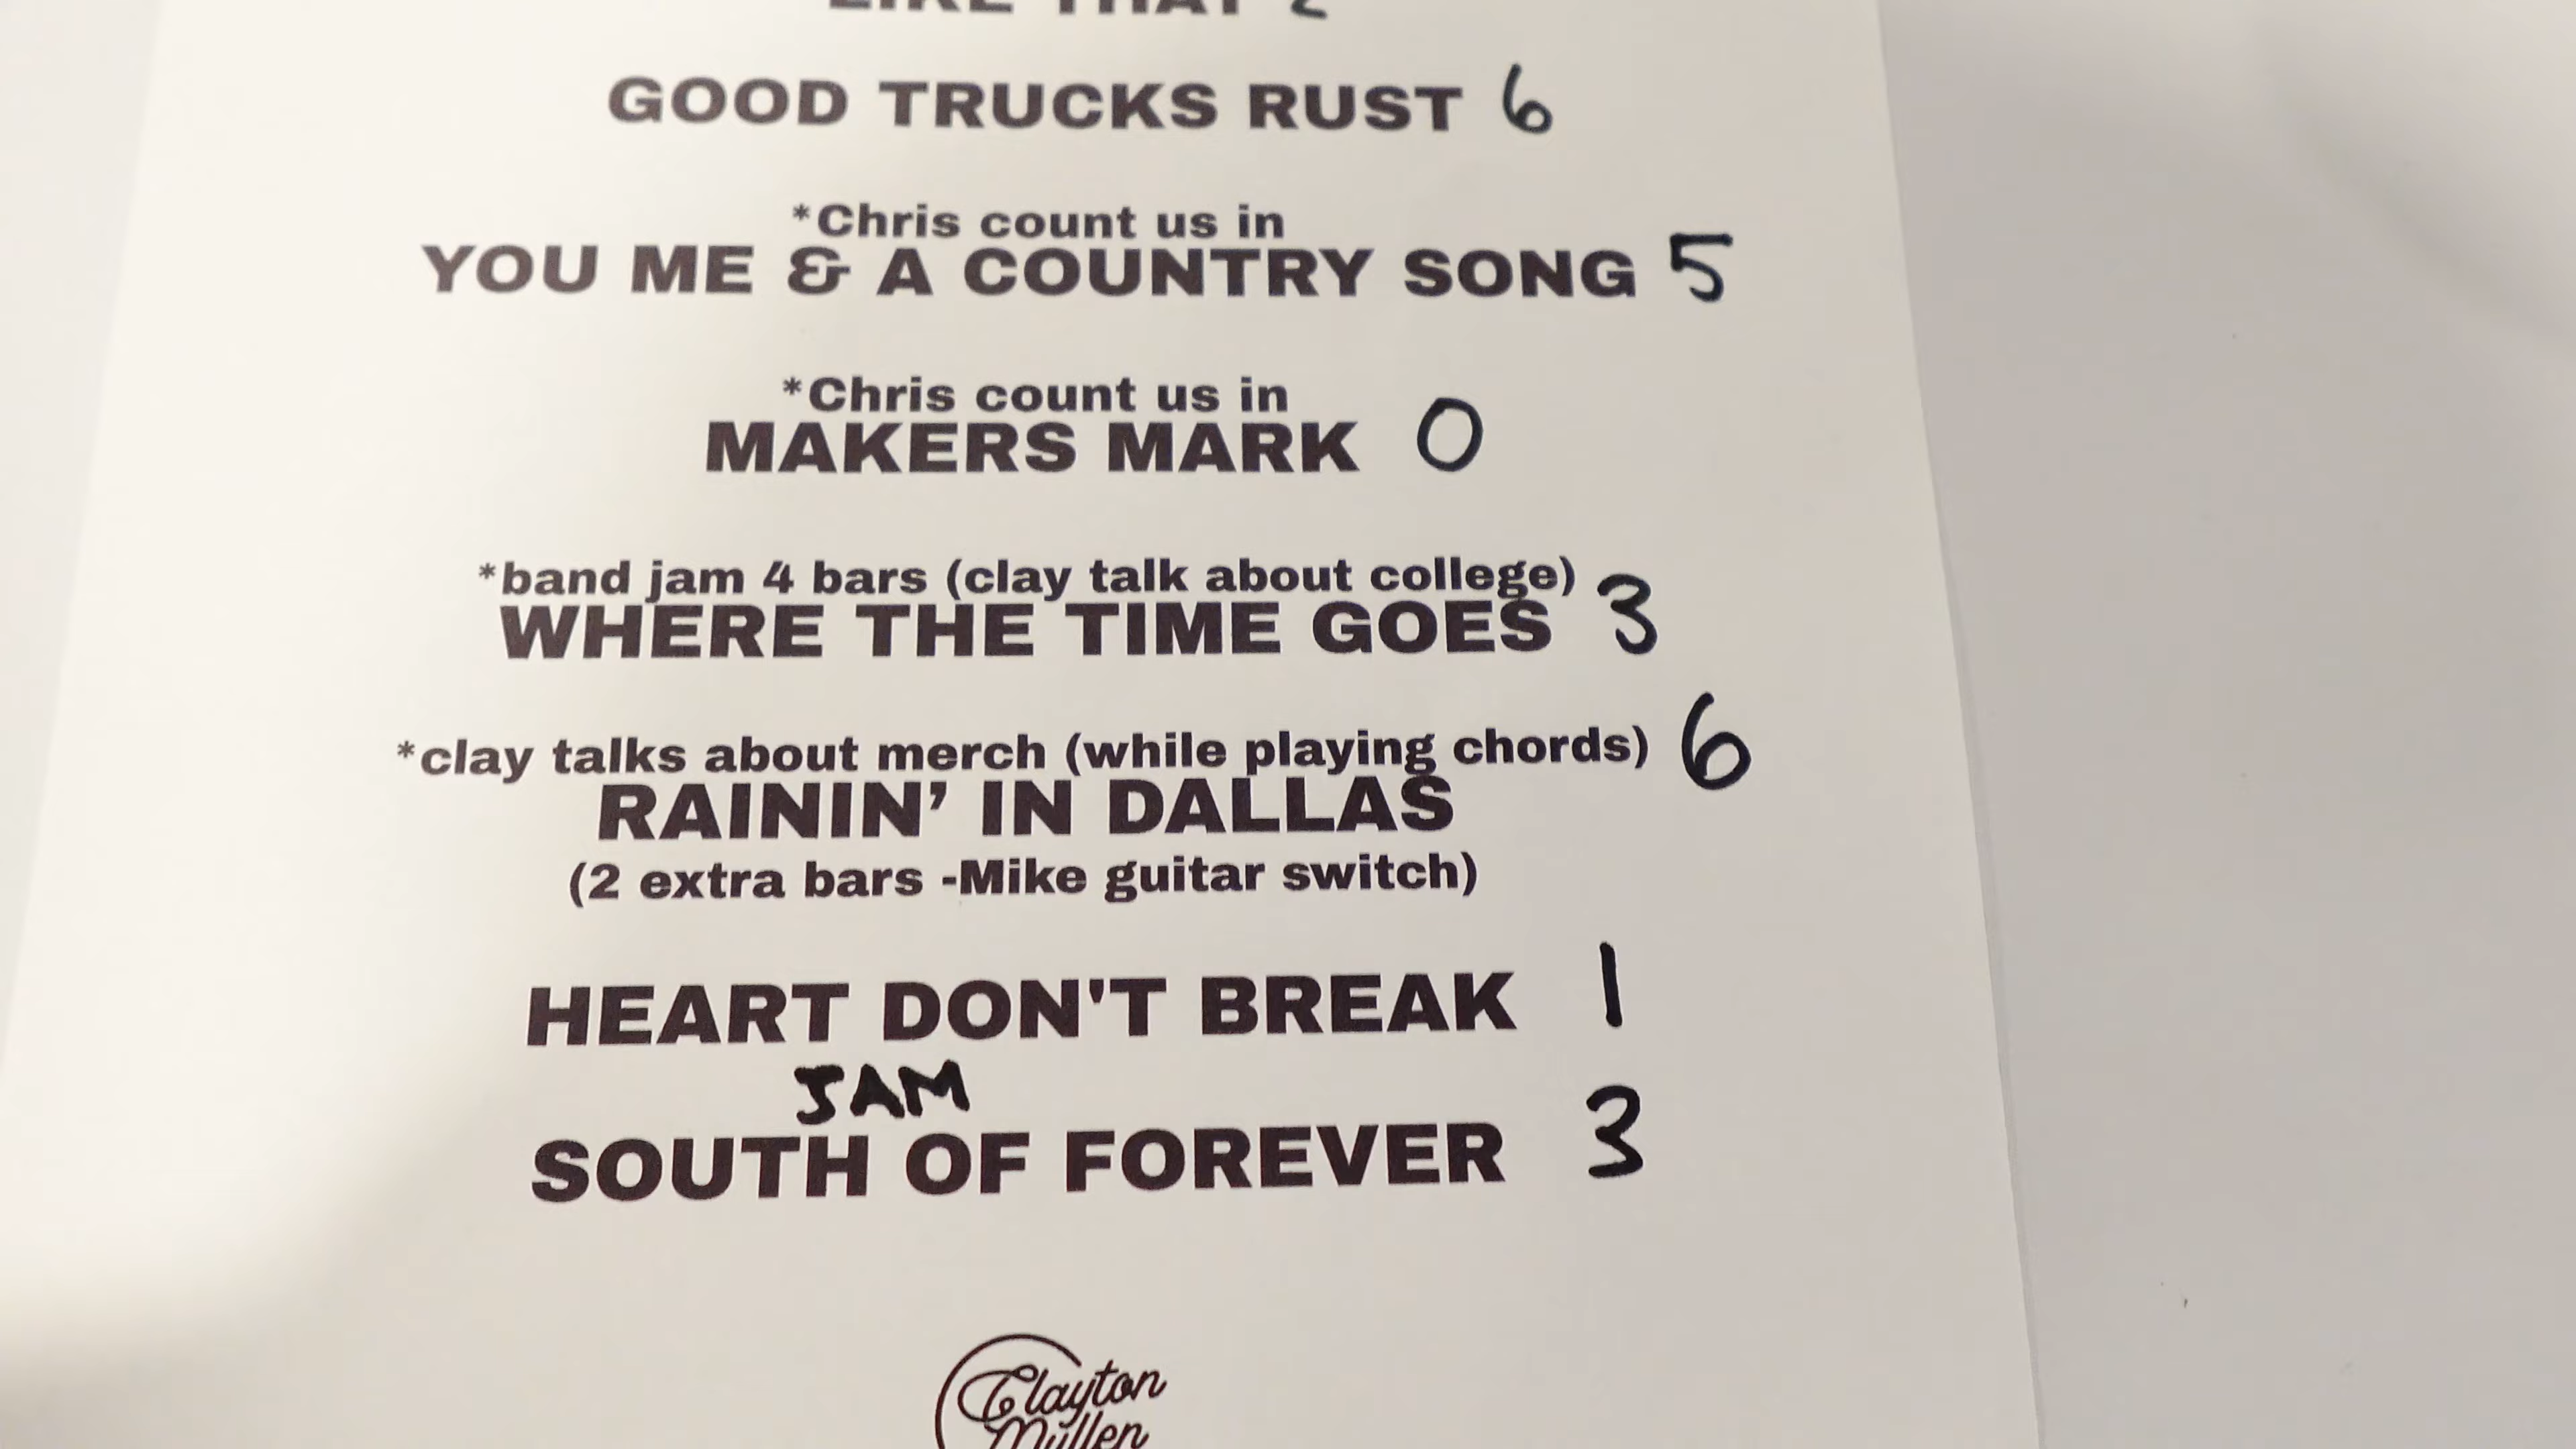 LIKE THAT 2
GOOD TRUCKS RUST 6
*Chris count us in
YOU ME & A COUNTRY SONG 5
*Chris count us in
MAKERS MARK 0
*band jam 4 bars (clay talk about college)
WHERE THE TIME GOES 3
*clay talks about merch (while playing chords) 6
RAININ’ IN DALLAS
(2 extra bars -Mike guitar switch)
HEART DON'T BREAK 1
JAM
SOUTH OF FOREVER 3
Clayton
Mullen